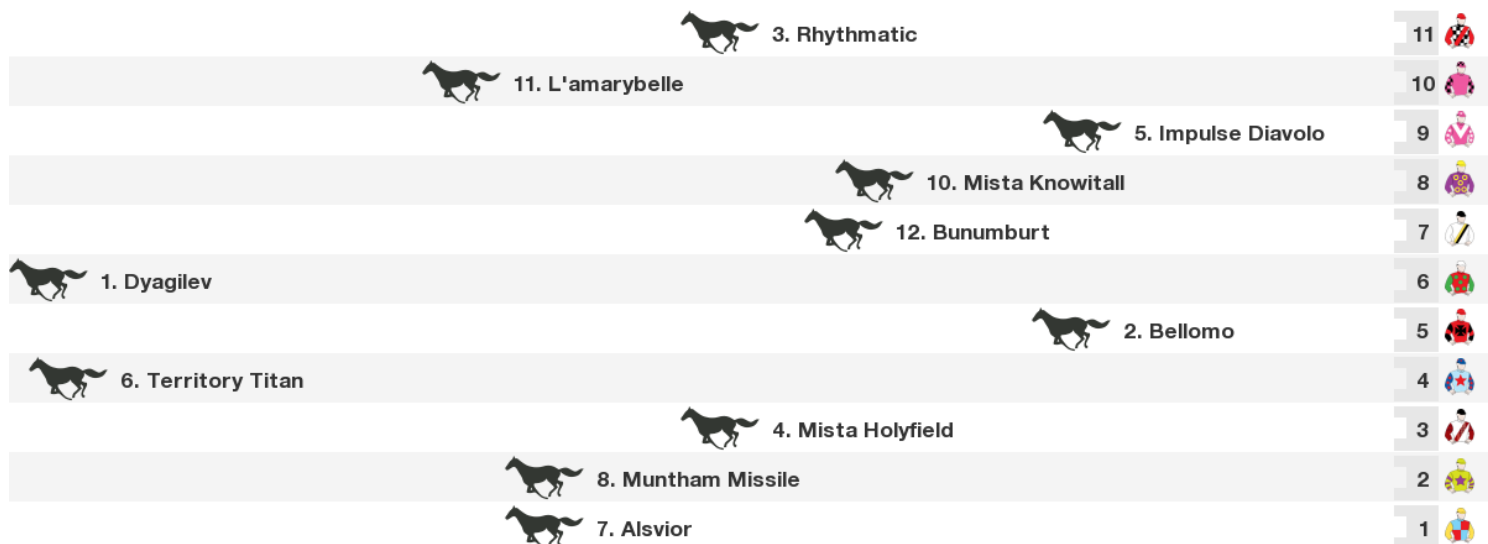 3. Rhythmatic 11
11. L'amarybelle 10
5. Impulse Diavolo 9
10. Mista Knowitall 8
12. Bunumburt 7
1. Dyagilev 6
2. Bellomo 5
6. Territory Titan 4
4. Mista Holyfield 3
8. Muntham Missile 2
7. Alsvior 1